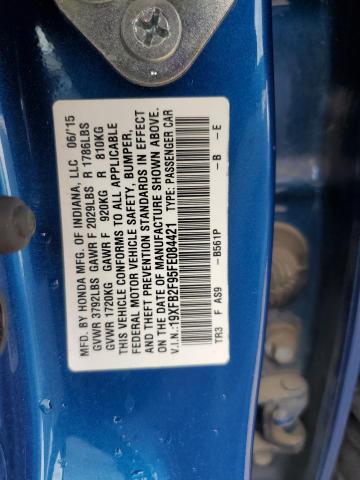 MFD. BY HONDA MFG. OF INDIANA, LLC 06/15
GVWR 3792LBS GAWR F 2029LBS R 1786LBS
GVWR 1720KG GAWR F 920KG R 810KG
THIS VEHICLE CONFORMS TO ALL APPLICABLE
FEDERAL MOTOR VEHICLE SAFETY, BUMPER,
AND THEFT PREVENTION STANDARDS IN EFFECT
ON THE DATE OF MANUFACTURE SHOWN ABOVE.
V.I.N.:19XFB2F95FE084421 TYPE: PASSENGER CAR
TR3 F AS9 -B561P -B -E